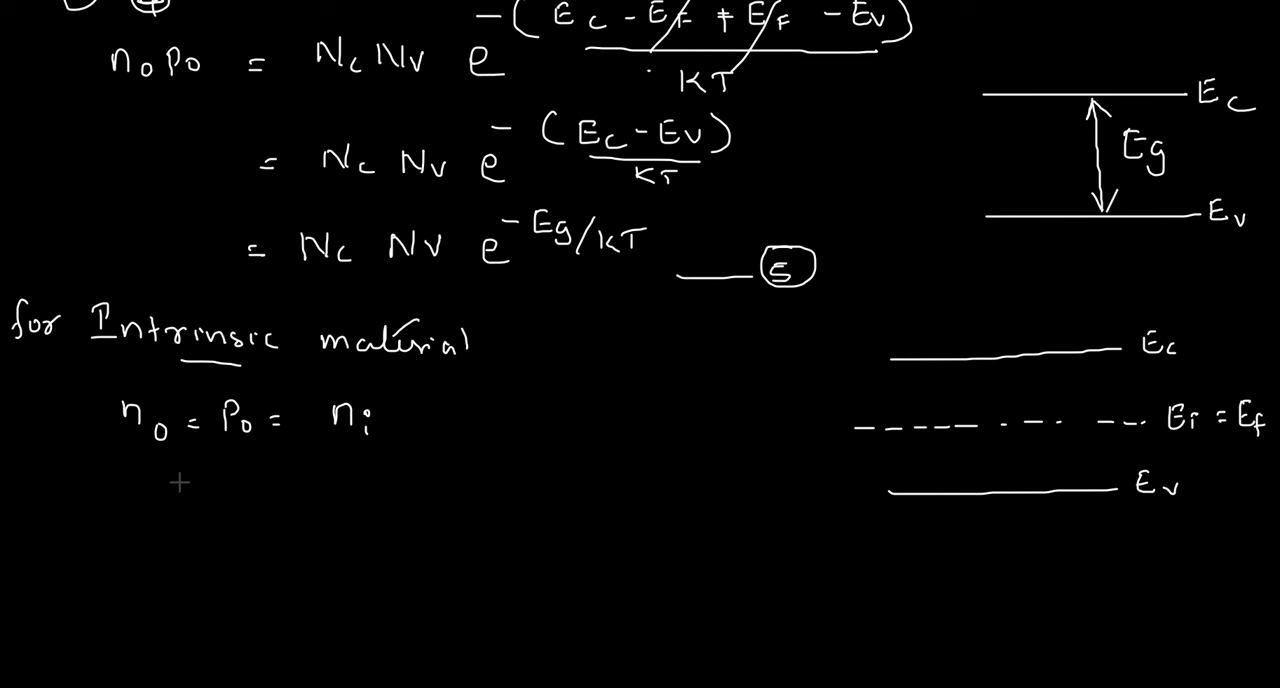 ④
n₀p₀ = Nc Nv e^-(Ec - EF + EF - Ev)/KT
= Nc Nv e^-(Ec - Ev)/KT
= Nc Nv e^-Eg/KT —— ⑤
Ec
Eg
Ev
for Intrinsic material
n₀ = p₀ = ni
Ec
Ei = Ef
Ev